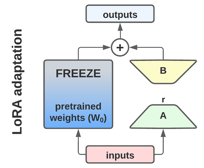 LoRA adaptation
outputs
+
FREEZE
pretrained
weights (W₀)
B
r
A
inputs